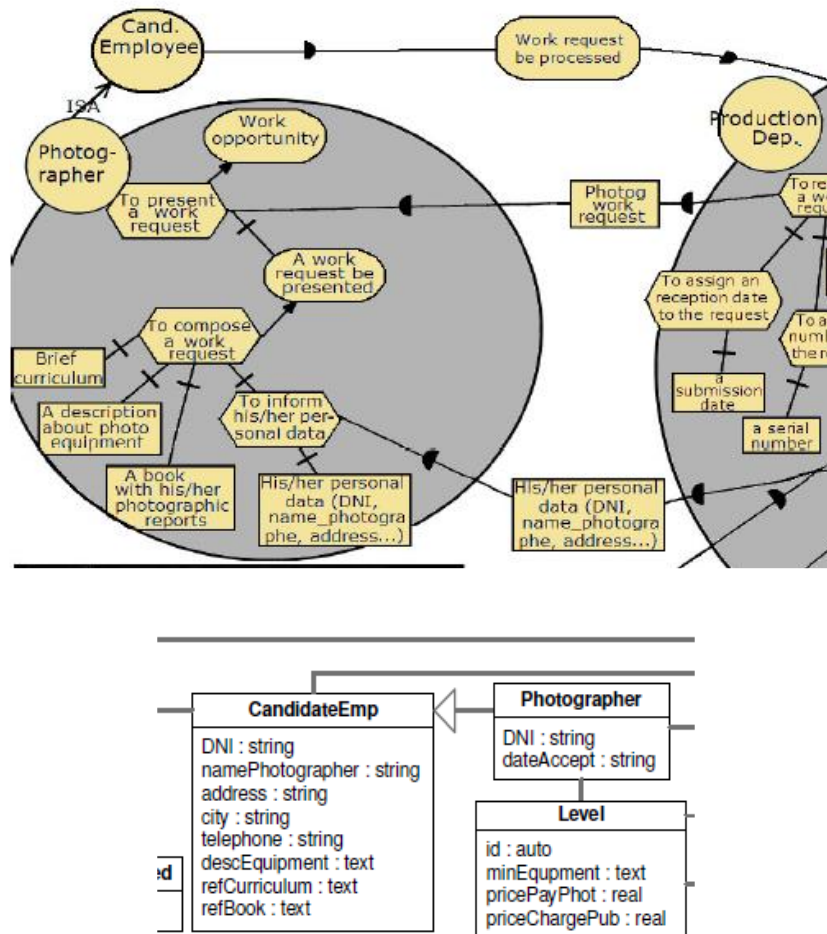 Cand.
Employee
Work request
be processed
ISA
Photog-
rapher
Work
opportunity
Production
Dep.
To present
a work
request
Photog
work
request
a
A work
request be
presented
To assign an
reception date
to the request
To compose
a work
request
Brief
curriculum
To inform
his/her per-
sonal data
a
submission
date
A description
about photo
equipment
a serial
number
A book
with his/her
photographic
reports
His/her personal
data (DNI,
name_photogra
phe, address...)
His/her personal
data (DNI,
name_photogra
phe, address...)
CandidateEmp
DNI : string
namePhotographer : string
address : string
city : string
telephone : string
descEquipment : text
refCurriculum : text
refBook : text
Photographer
DNI : string
dateAccept : string
Level
id : auto
minEqupment : text
pricePayPhot : real
priceChargePub : real